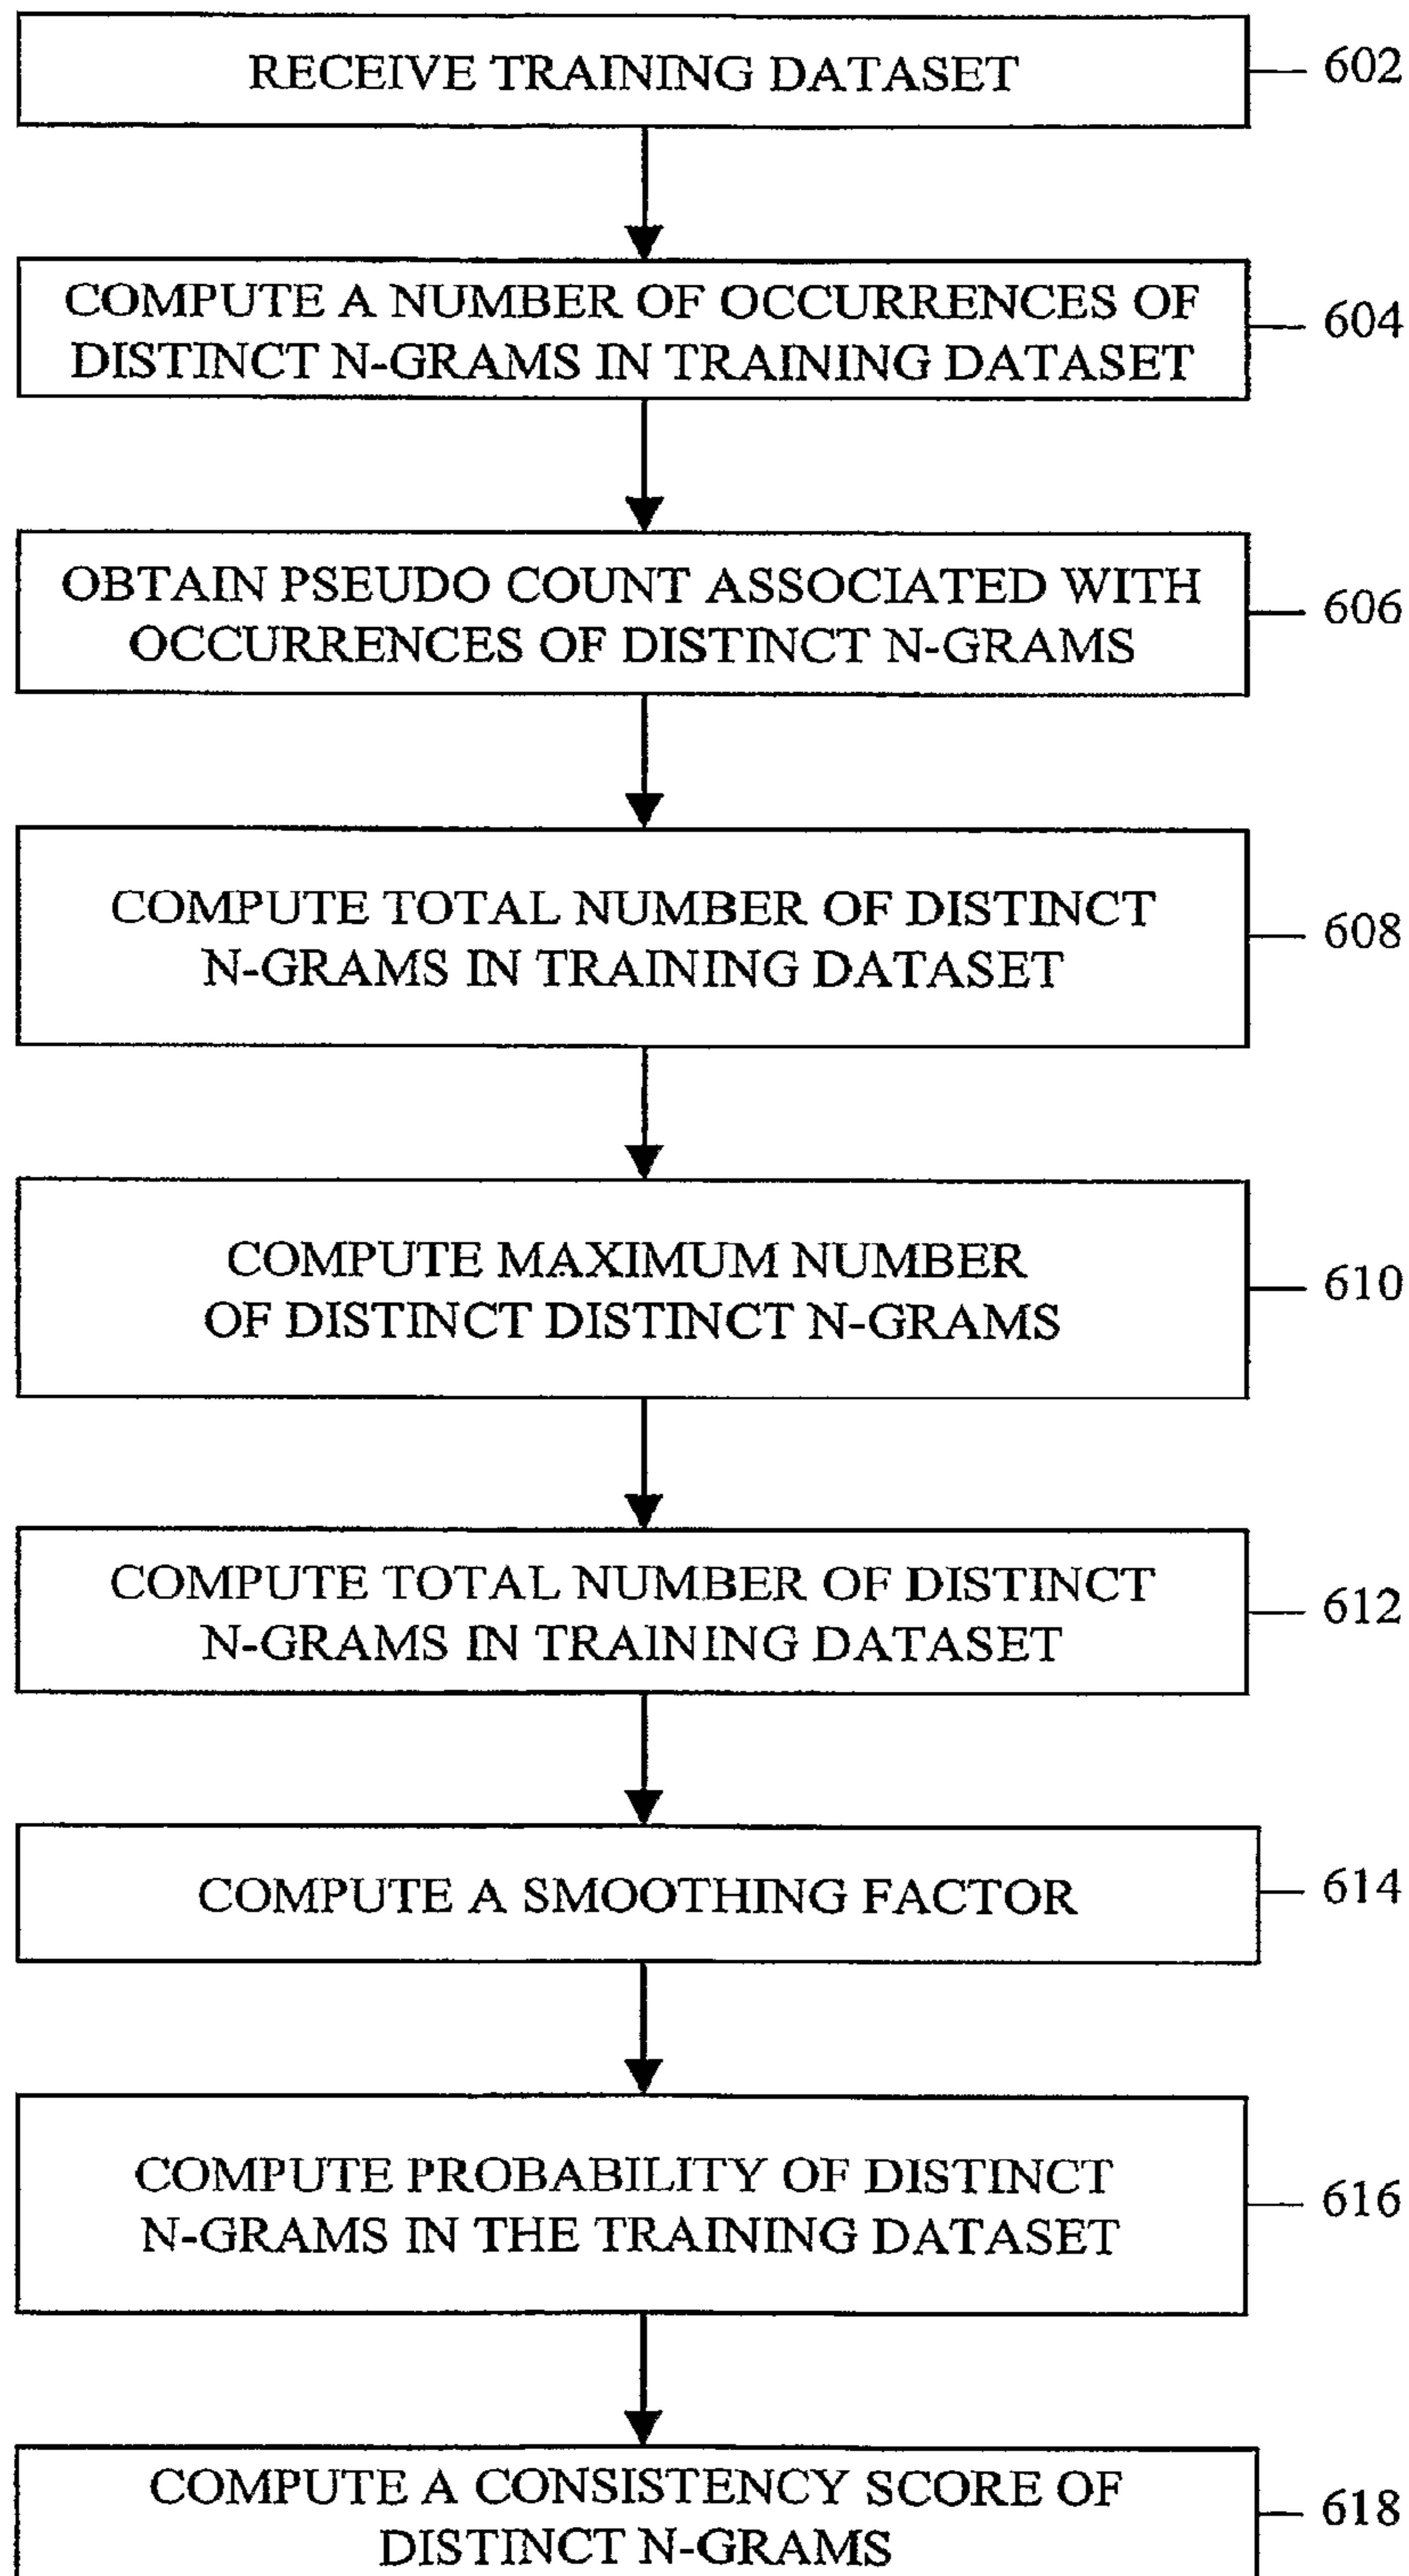 RECEIVE TRAINING DATASET
602
COMPUTE A NUMBER OF OCCURRENCES OF
DISTINCT N-GRAMS IN TRAINING DATASET
604
OBTAIN PSEUDO COUNT ASSOCIATED WITH
OCCURRENCES OF DISTINCT N-GRAMS
606
COMPUTE TOTAL NUMBER OF DISTINCT
N-GRAMS IN TRAINING DATASET
608
COMPUTE MAXIMUM NUMBER
OF DISTINCT DISTINCT N-GRAMS
610
COMPUTE TOTAL NUMBER OF DISTINCT
N-GRAMS IN TRAINING DATASET
612
COMPUTE A SMOOTHING FACTOR
614
COMPUTE PROBABILITY OF DISTINCT
N-GRAMS IN THE TRAINING DATASET
616
COMPUTE A CONSISTENCY SCORE OF
DISTINCT N-GRAMS
618